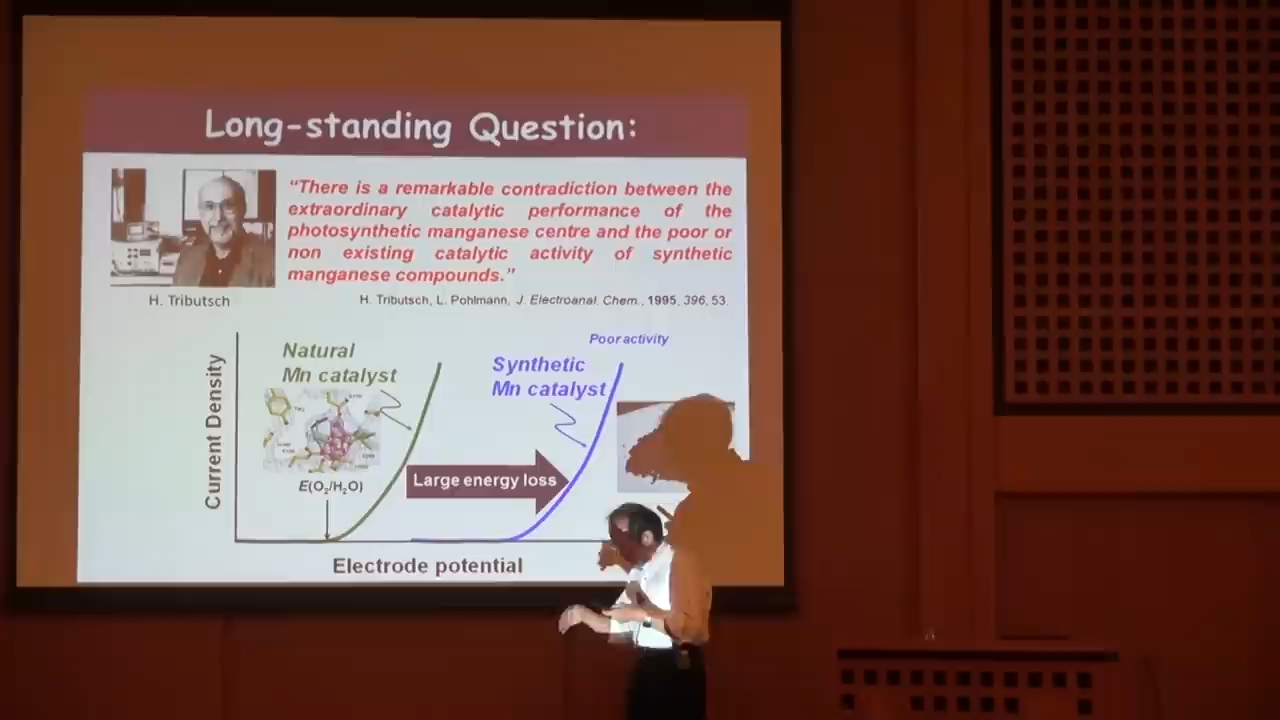 Long-standing Question:
“There is a remarkable contradiction between the
extraordinary catalytic performance of the
photosynthetic manganese centre and the poor or
non existing catalytic activity of synthetic
manganese compounds.”
H. Tributsch
H. Tributsch, L. Pohlmann, J. Electroanal. Chem., 1995, 396, 53.
Poor activity
Natural
Mn catalyst
Synthetic
Mn catalyst
Current Density
Large energy loss
E(O₂/H₂O)
Electrode potential